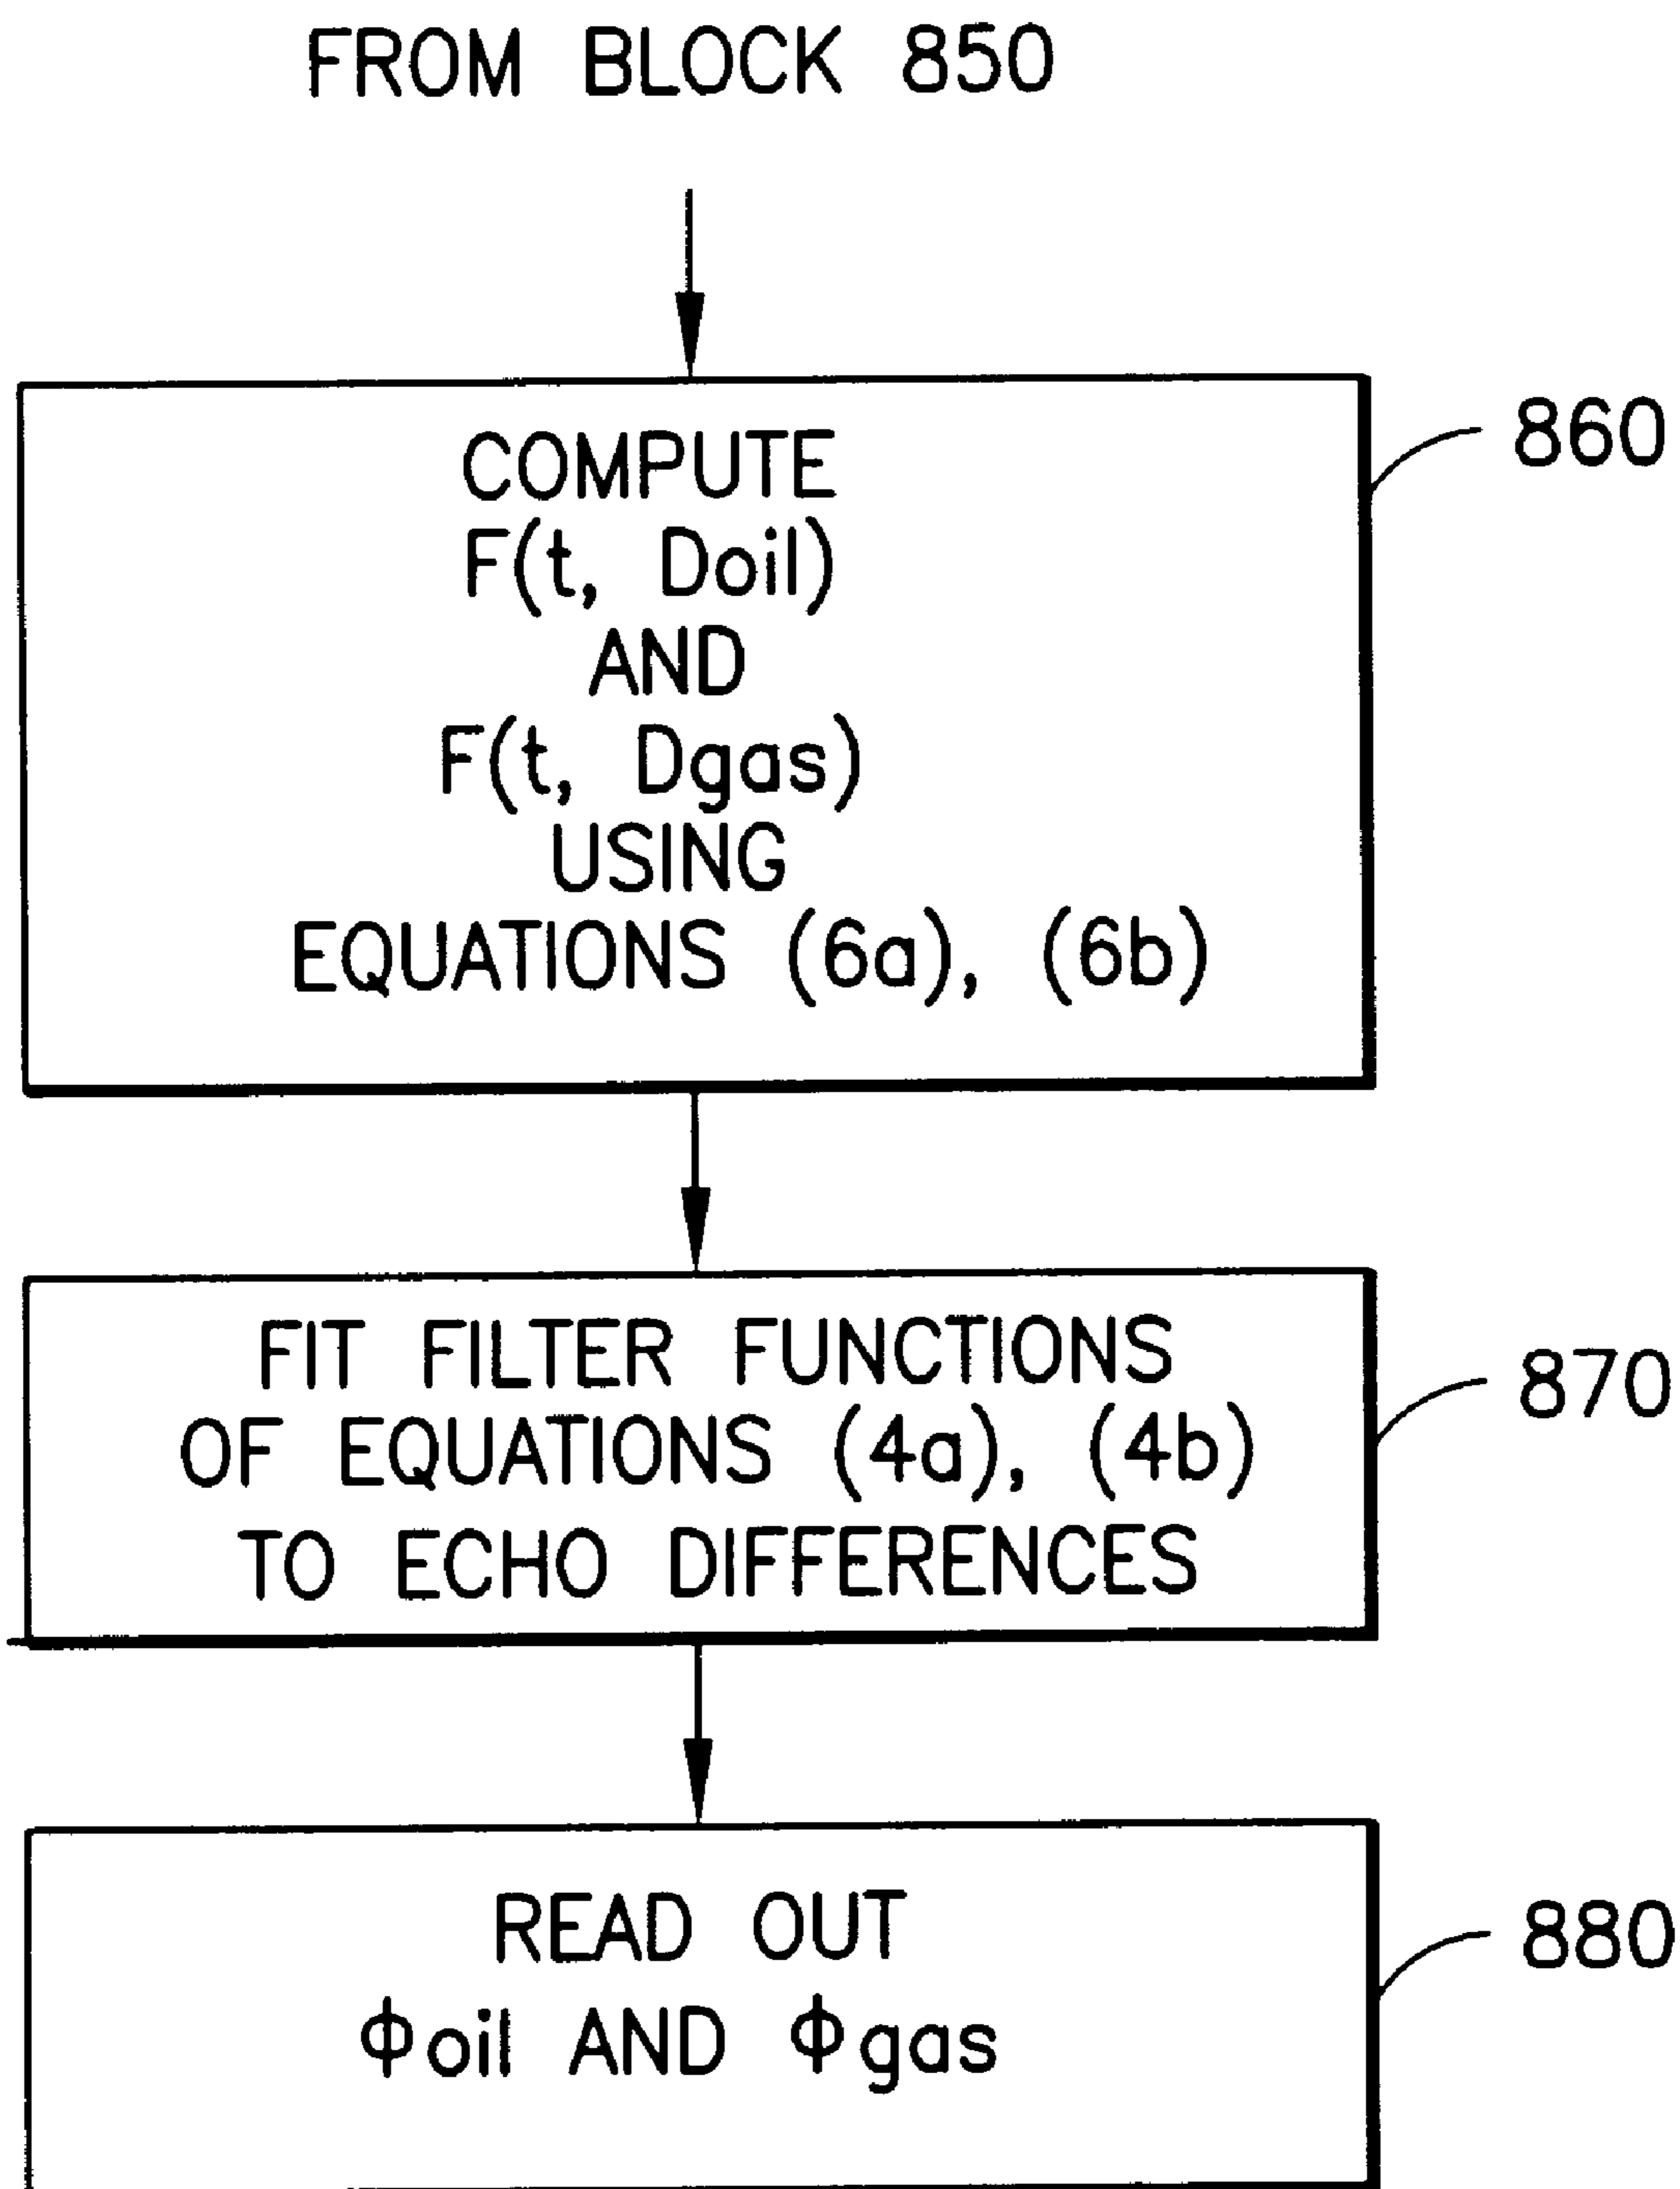 FROM BLOCK 850
COMPUTE
F(t, Doil)
AND
F(t, Dgas)
USING
EQUATIONS (6a), (6b)
860
FIT FILTER FUNCTIONS
OF EQUATIONS (4a), (4b)
TO ECHO DIFFERENCES
870
READ OUT
Φoil AND Φgas
880